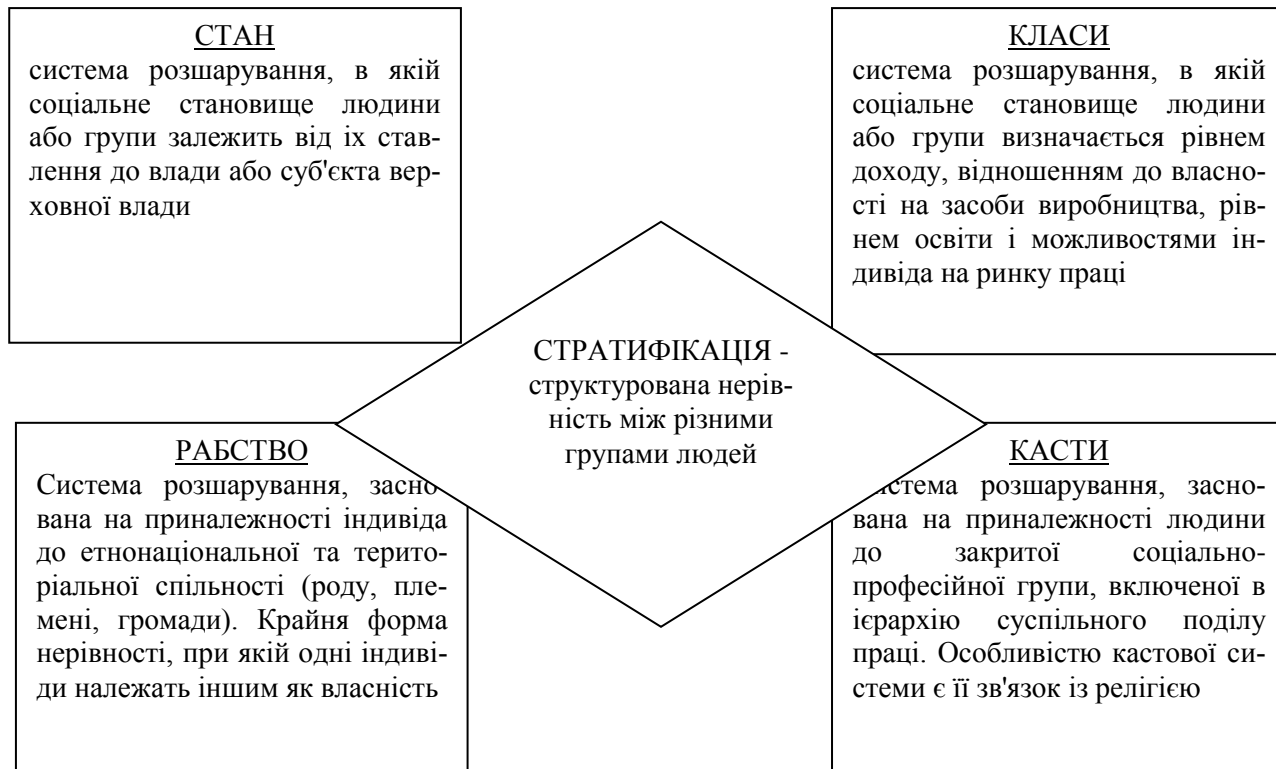 СТАН
система розшарування, в якій
соціальне становище людини
або групи залежить від їх став-
лення до влади або суб'єкта вер-
ховної влади
КЛАСИ
система розшарування, в якій
соціальне становище людини
або групи визначається рівнем
доходу, відношенням до власно-
сті на засоби виробництва, рів-
нем освіти і можливостями ін-
дивіда на ринку праці
СТРАТИФІКАЦІЯ -
структурована нерів-
ність між різними
групами людей
РАБСТВО
Система розшарування, засно-
вана на приналежності індивіда
до етнонаціональної та терито-
ріальної спільності (роду, пле-
мені, громади). Крайня форма
нерівності, при якій одні індиві-
ди належать іншим як власність
КАСТИ
Система розшарування, засно-
вана на приналежності людини
до закритої соціально-
професійної групи, включеної в
ієрархію суспільного поділу
праці. Особливістю кастової си-
стеми є її зв'язок із релігією